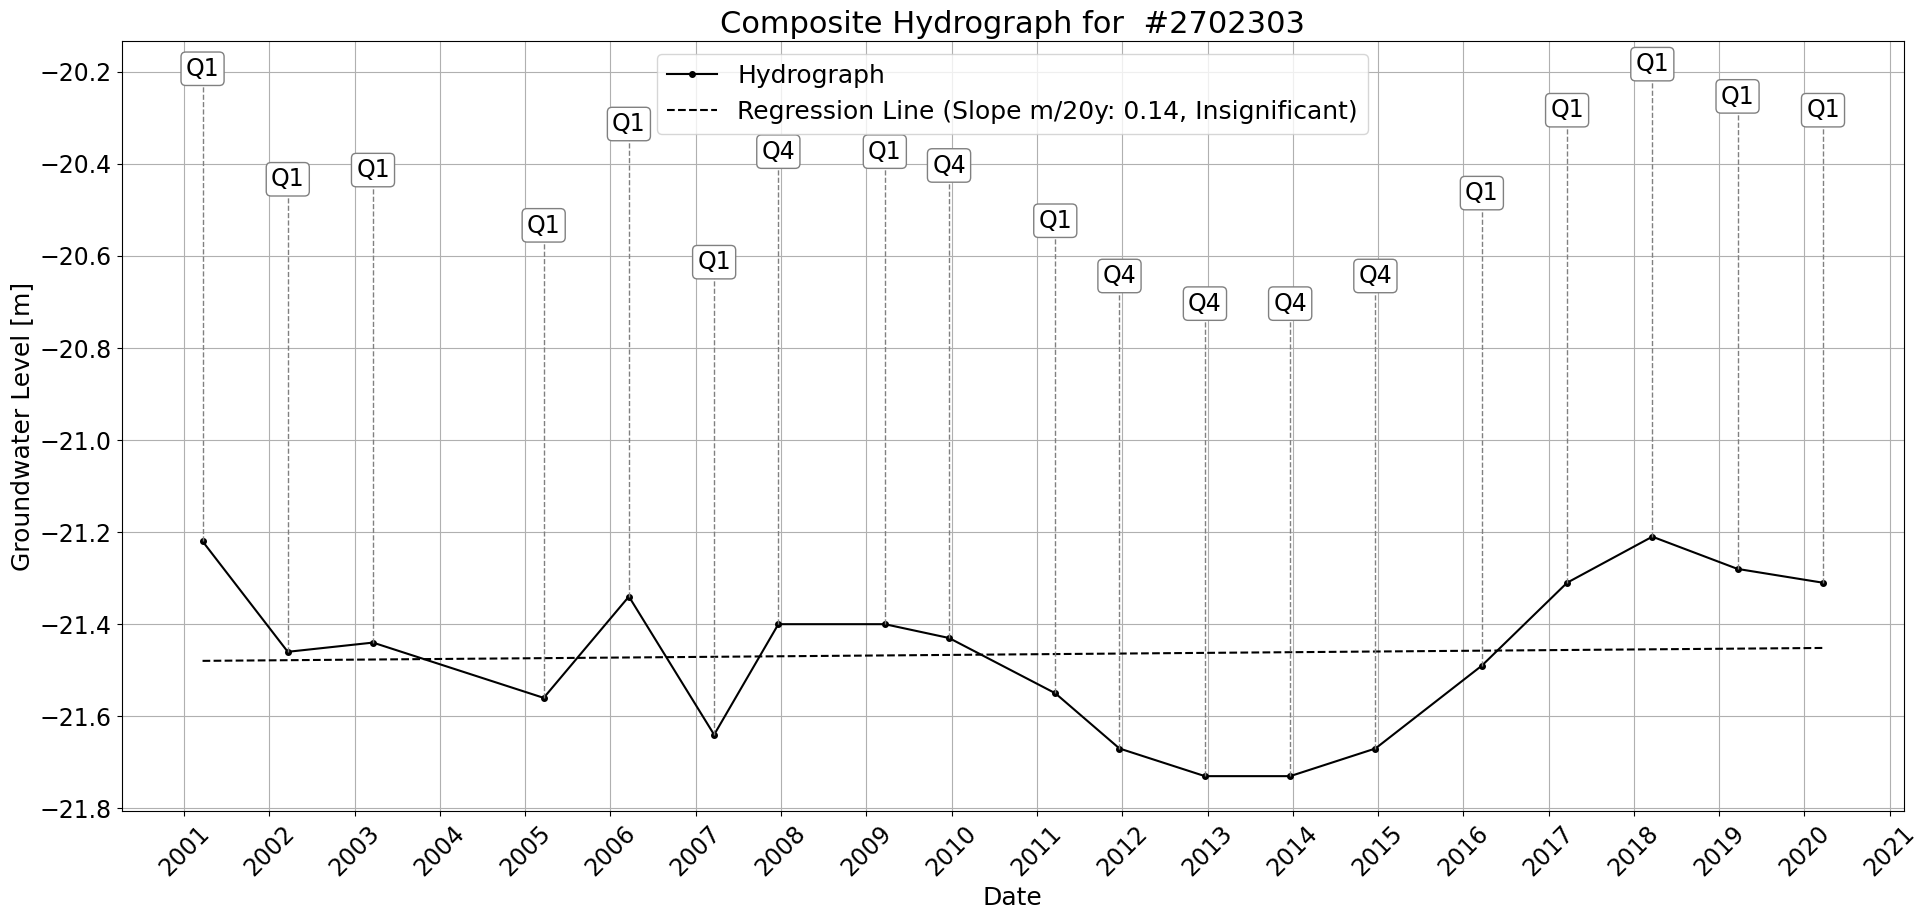 Composite Hydrograph for  #2702303
Hydrograph
Regression Line (Slope m/20y: 0.14, Insignificant)
Q1
Q1
Q1
Q1
Q1
Q1
Q4
Q1
Q4
Q1
Q4
Q4
Q4
Q4
Q1
Q1
Q1
Q1
Q1
Groundwater Level [m]
−20.2
−20.4
−20.6
−20.8
−21.0
−21.2
−21.4
−21.6
−21.8
2001
2002
2003
2004
2005
2006
2007
2008
2009
2010
2011
2012
2013
2014
2015
2016
2017
2018
2019
2020
2021
Date